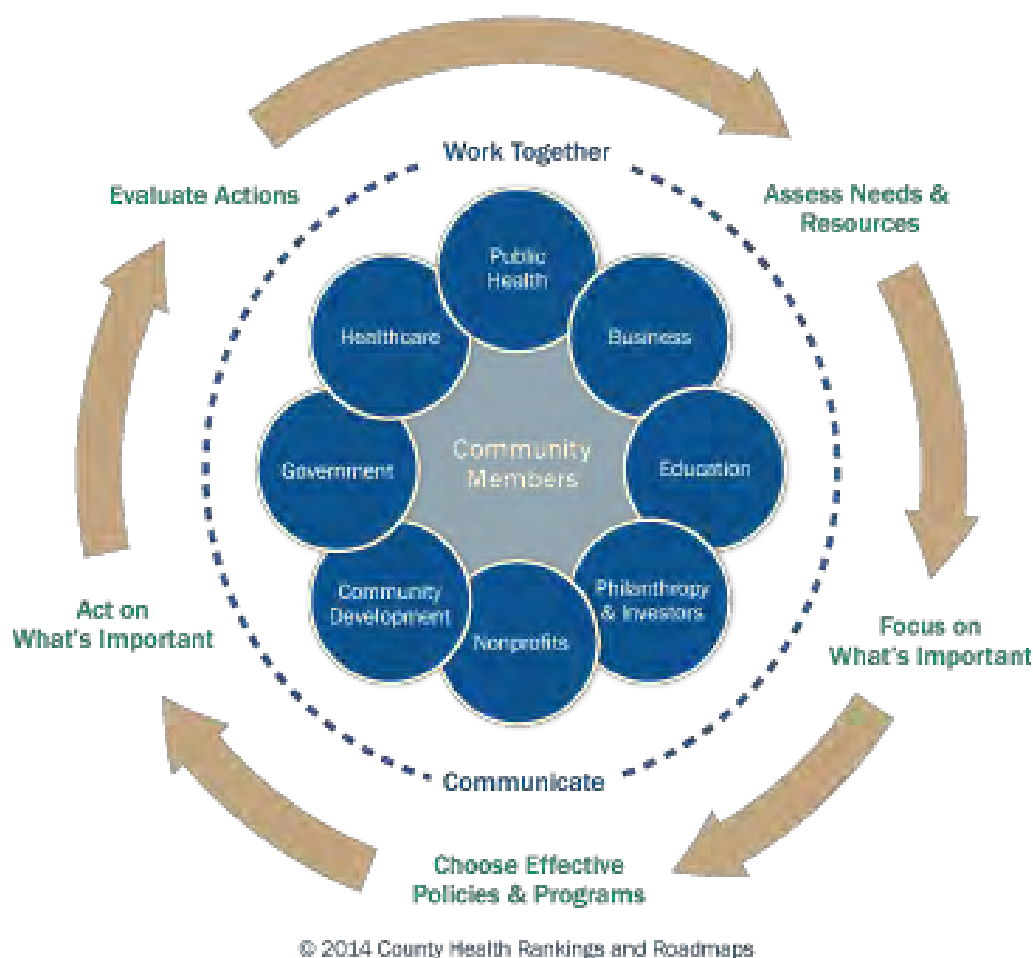 Work Together
Evaluate Actions
Assess Needs &
Resources
Public
Health
Healthcare
Business
Community
Members
Government
Education
Community
Development
Philanthropy
& Investors
Nonprofits
Act on
What's Important
Focus on
What's Important
Communicate
Choose Effective
Policies & Programs
© 2014 County Health Rankings and Roadmaps